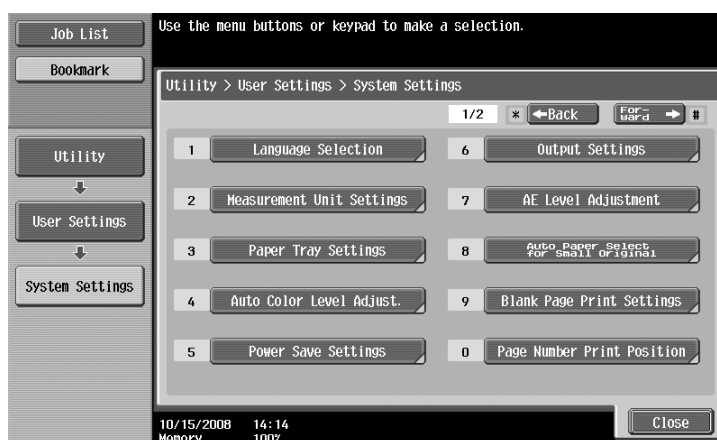 Job List
Use the menu buttons or keypad to make a selection.
Bookmark
Utility > User Settings > System Settings
1/2 * ←Back For-
ward → #
Utility
1 Language Selection
6 Output Settings
User Settings
2 Measurement Unit Settings
7 AE Level Adjustment
System Settings
3 Paper Tray Settings
8 Auto Paper Select
for Small Original
4 Auto Color Level Adjust.
9 Blank Page Print Settings
5 Power Save Settings
0 Page Number Print Position
10/15/2008 14:14
Memory 100%
Close